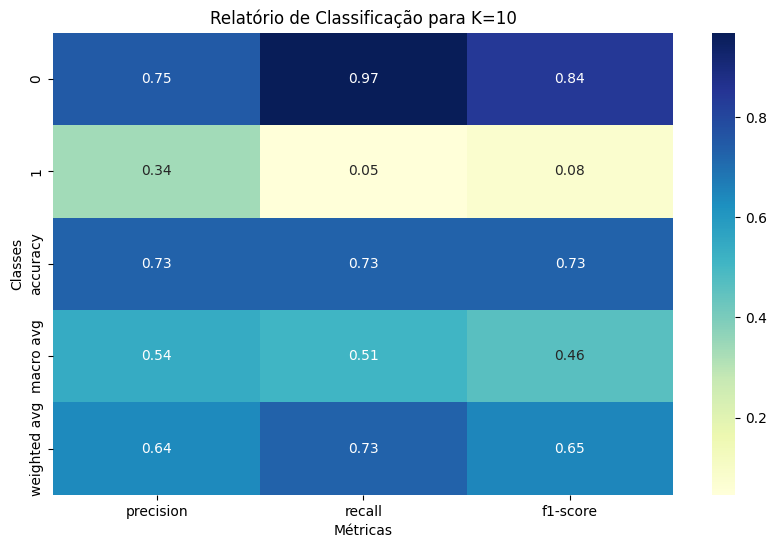 Relatório de Classificação para K=10
0 0.75 0.97 0.84
1 0.34 0.05 0.08
accuracy 0.73 0.73 0.73
macro avg 0.54 0.51 0.46
weighted avg 0.64 0.73 0.65
Classes
precision recall f1-score
Métricas
0.8
0.6
0.4
0.2